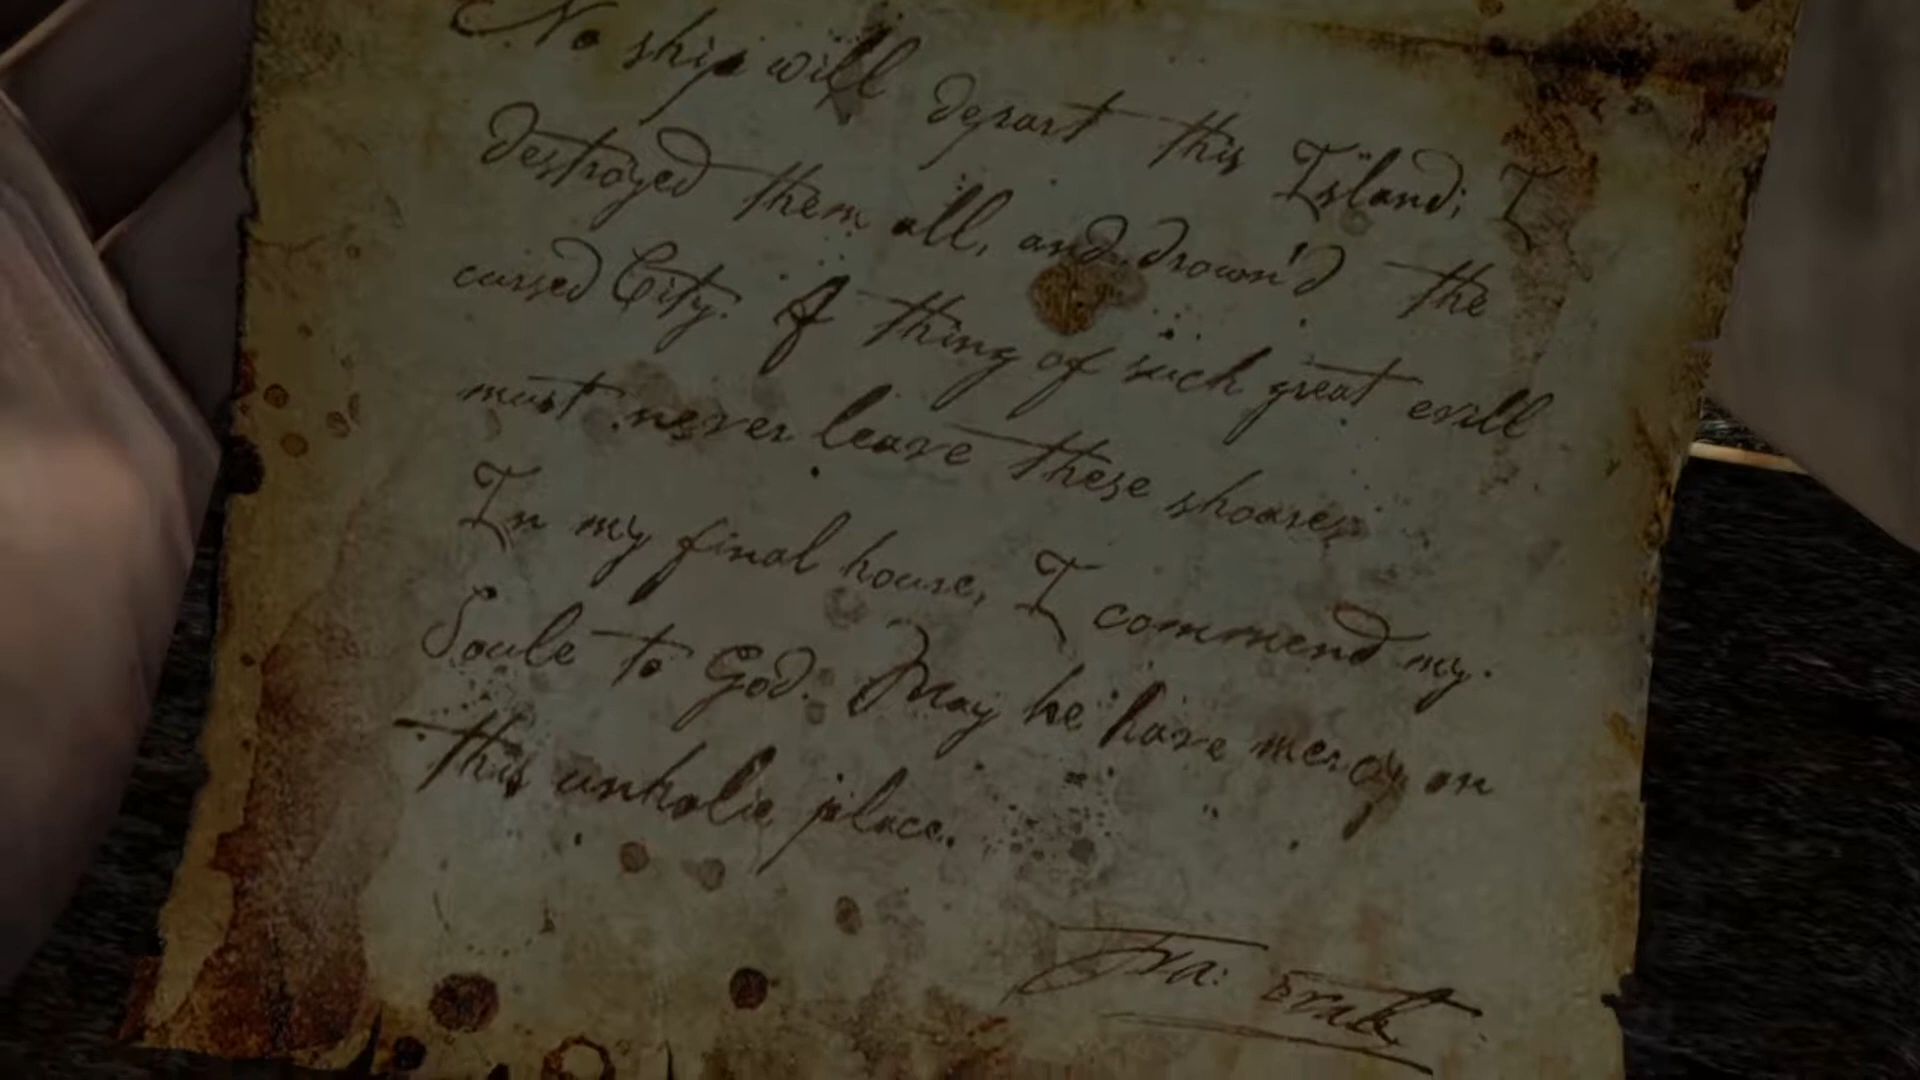 No ship will depart this Island; I
destroyed them all, and drown'd the
cursed City. A thing of such great evill
must never leave these shoares
In my final houre, I commend my
Soule to God. May he have mercy on
this unholie place.
Fra: Drake